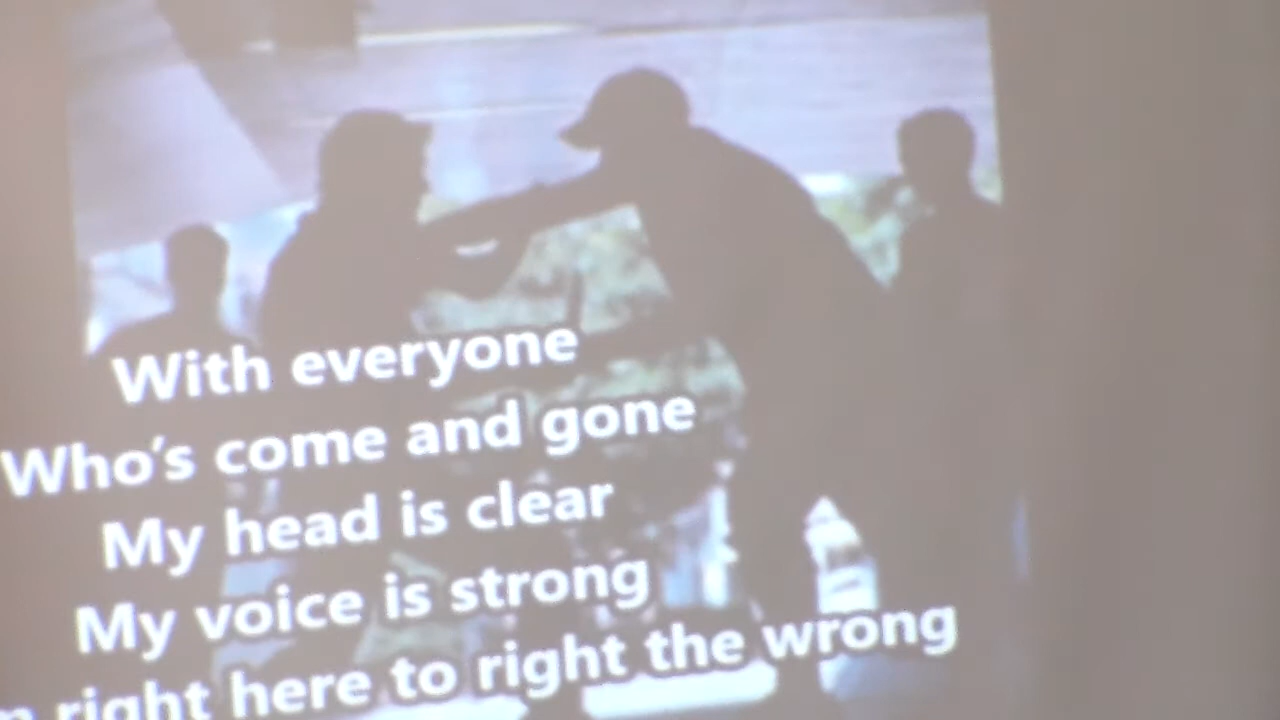 With everyone
Who's come and gone
My head is clear
My voice is strong
right here to right the wrong